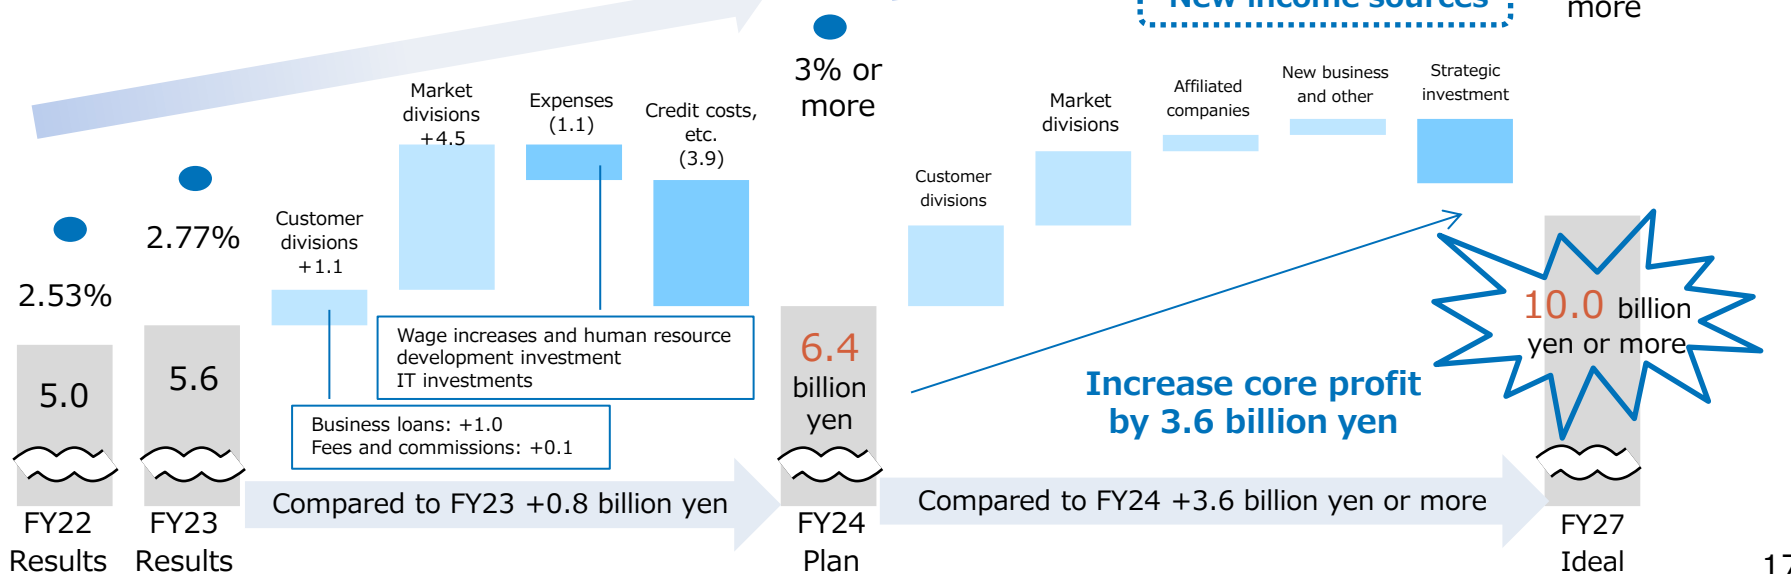 New income sources
more
3% or
more
Market
divisions
+4.5
Expenses
(1.1)
Credit costs,
etc.
(3.9)
Customer
divisions
+1.1
2.53%
2.77%
5.0
5.6
Wage increases and human resource
development investment
IT investments
Business loans: +1.0
Fees and commissions: +0.1
6.4
billion
yen
Customer
divisions
Market
divisions
Affiliated
companies
New business
and other
Strategic
investment
10.0 billion
yen or more
Increase core profit
by 3.6 billion yen
Compared to FY23 +0.8 billion yen
Compared to FY24 +3.6 billion yen or more
FY22
Results
FY23
Results
FY24
Plan
FY27
Ideal
17